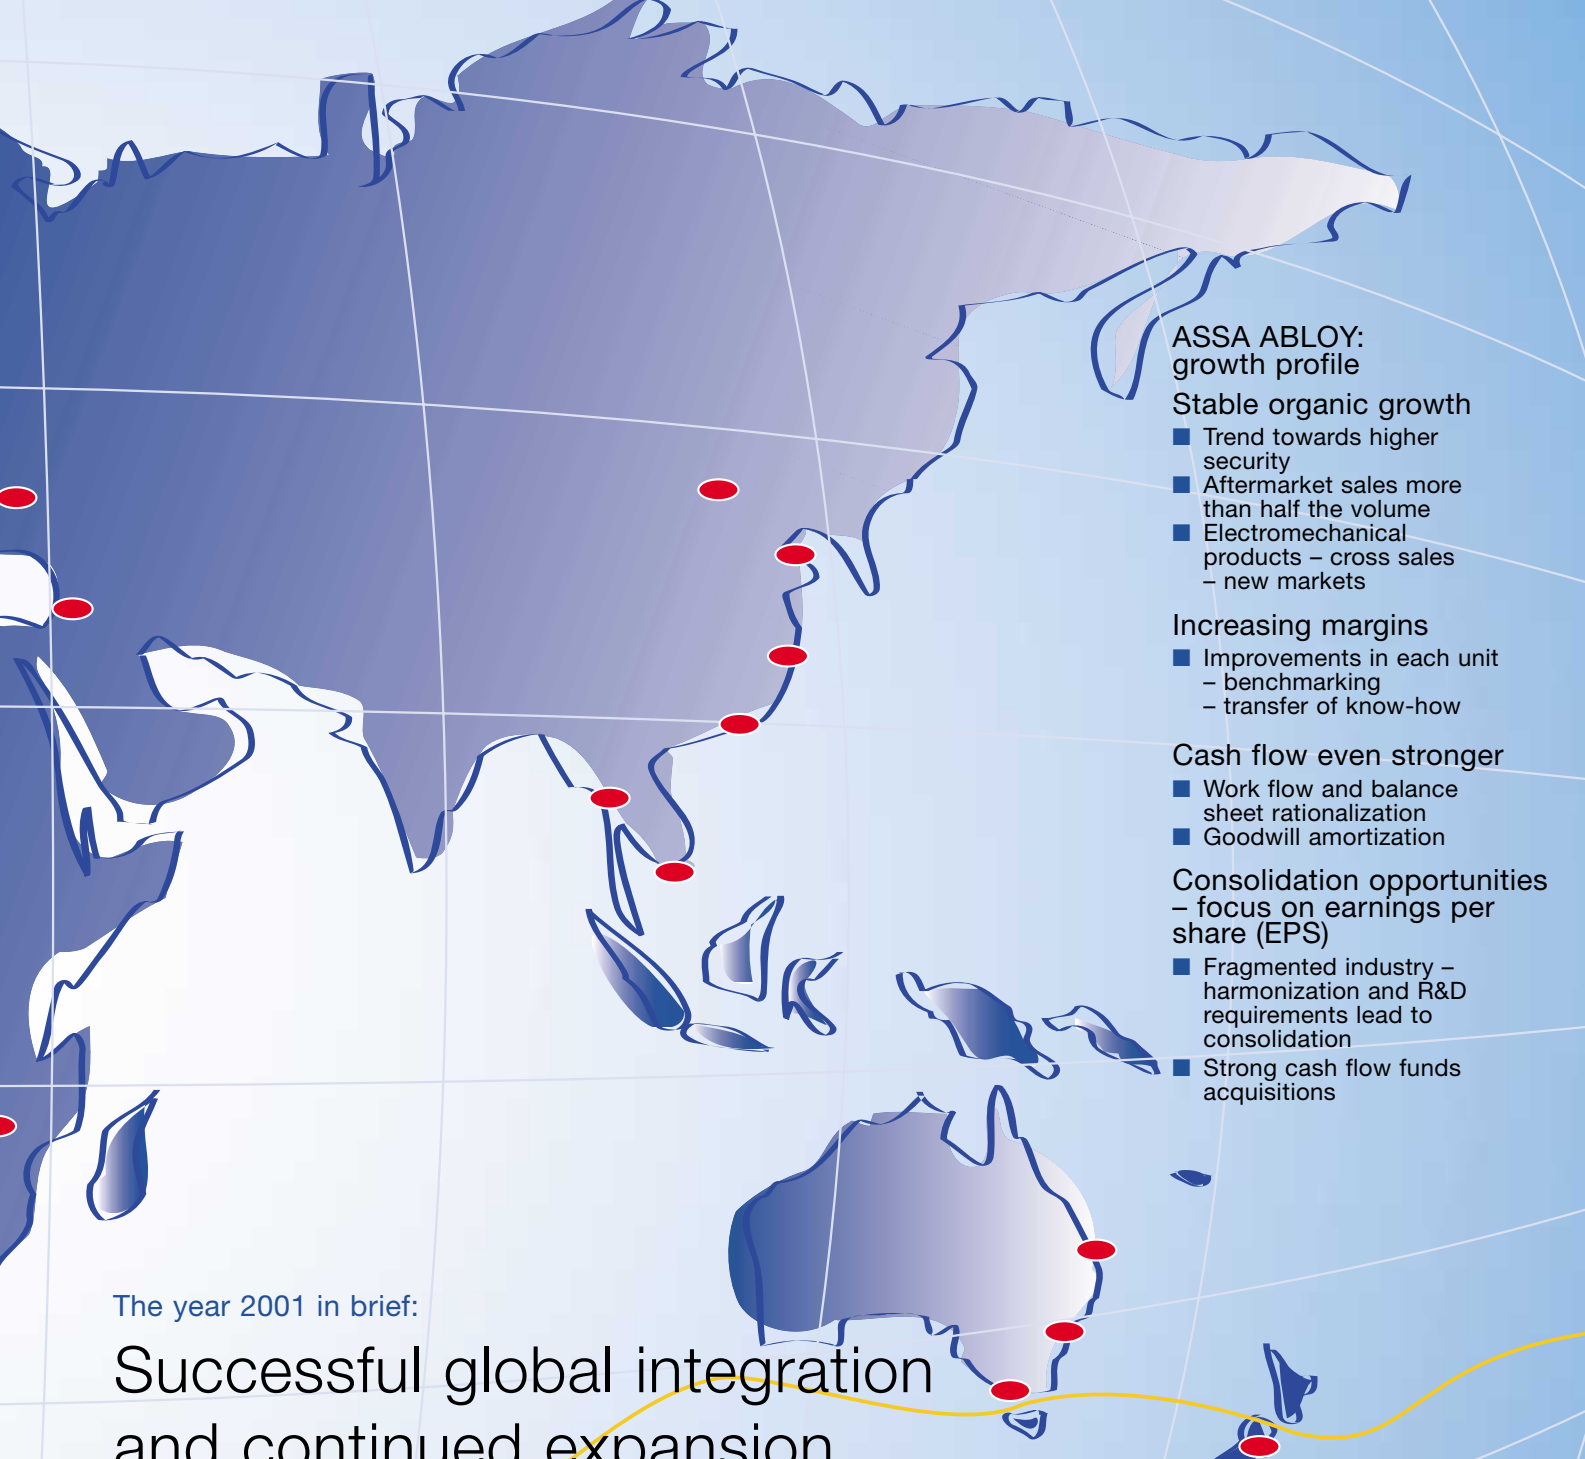 ASSA ABLOY:
growth profile
Stable organic growth
■ Trend towards higher
security
■ Aftermarket sales more
than half the volume
■ Electromechanical
products – cross sales
– new markets
Increasing margins
■ Improvements in each unit
– benchmarking
– transfer of know-how
Cash flow even stronger
■ Work flow and balance
sheet rationalization
■ Goodwill amortization
Consolidation opportunities
– focus on earnings per
share (EPS)
■ Fragmented industry –
harmonization and R&D
requirements lead to
consolidation
■ Strong cash flow funds
acquisitions
The year 2001 in brief:
Successful global integration
and continued expansion